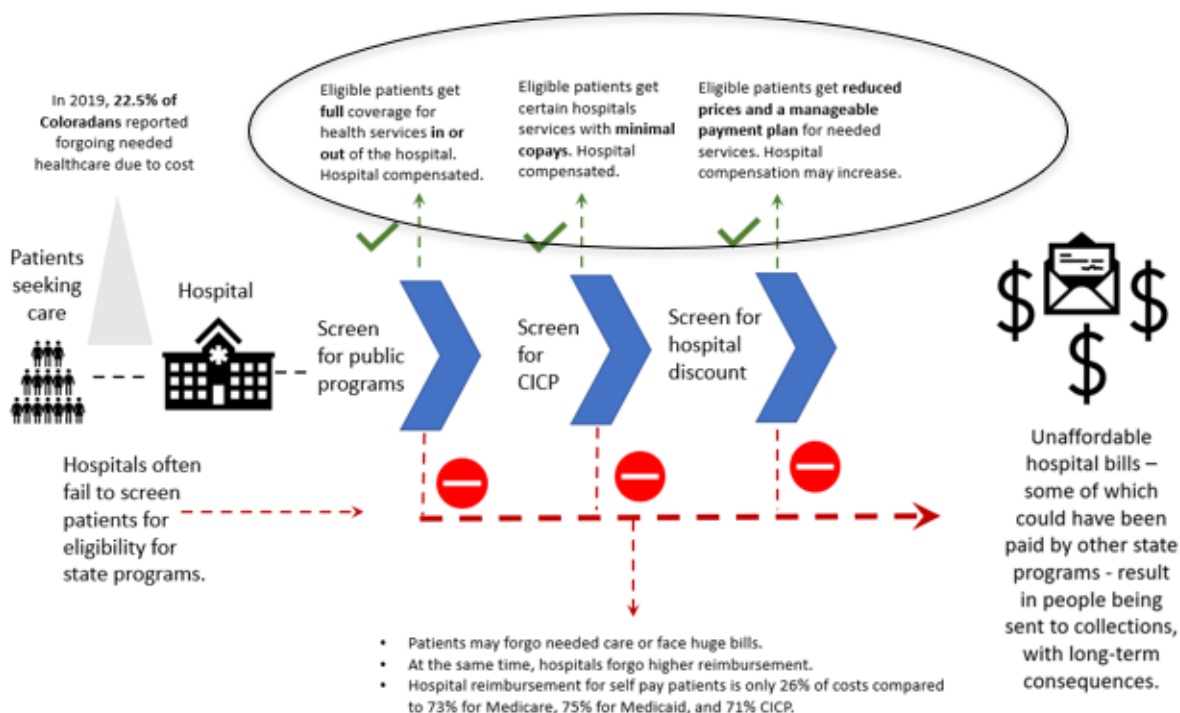 In 2019, 22.5% of
Coloradans reported
forgoing needed
healthcare due to cost
Eligible patients get
full coverage for
health services in or
out of the hospital.
Hospital compensated.
Eligible patients get
certain hospitals
services with minimal
copays. Hospital
compensated.
Eligible patients get reduced
prices and a manageable
payment plan for needed
services. Hospital
compensation may increase.
Patients
seeking
care
Hospital
Screen
for public
programs
Screen
for
CICP
Screen for
hospital
discount
Hospitals often
fail to screen
patients for
eligibility for
state programs.
Unaffordable
hospital bills –
some of which
could have been
paid by other state
programs - result
in people being
sent to collections,
with long-term
consequences.
• Patients may forgo needed care or face huge bills.
• At the same time, hospitals forgo higher reimbursement.
• Hospital reimbursement for self pay patients is only 26% of costs compared
to 73% for Medicare, 75% for Medicaid, and 71% CICP.